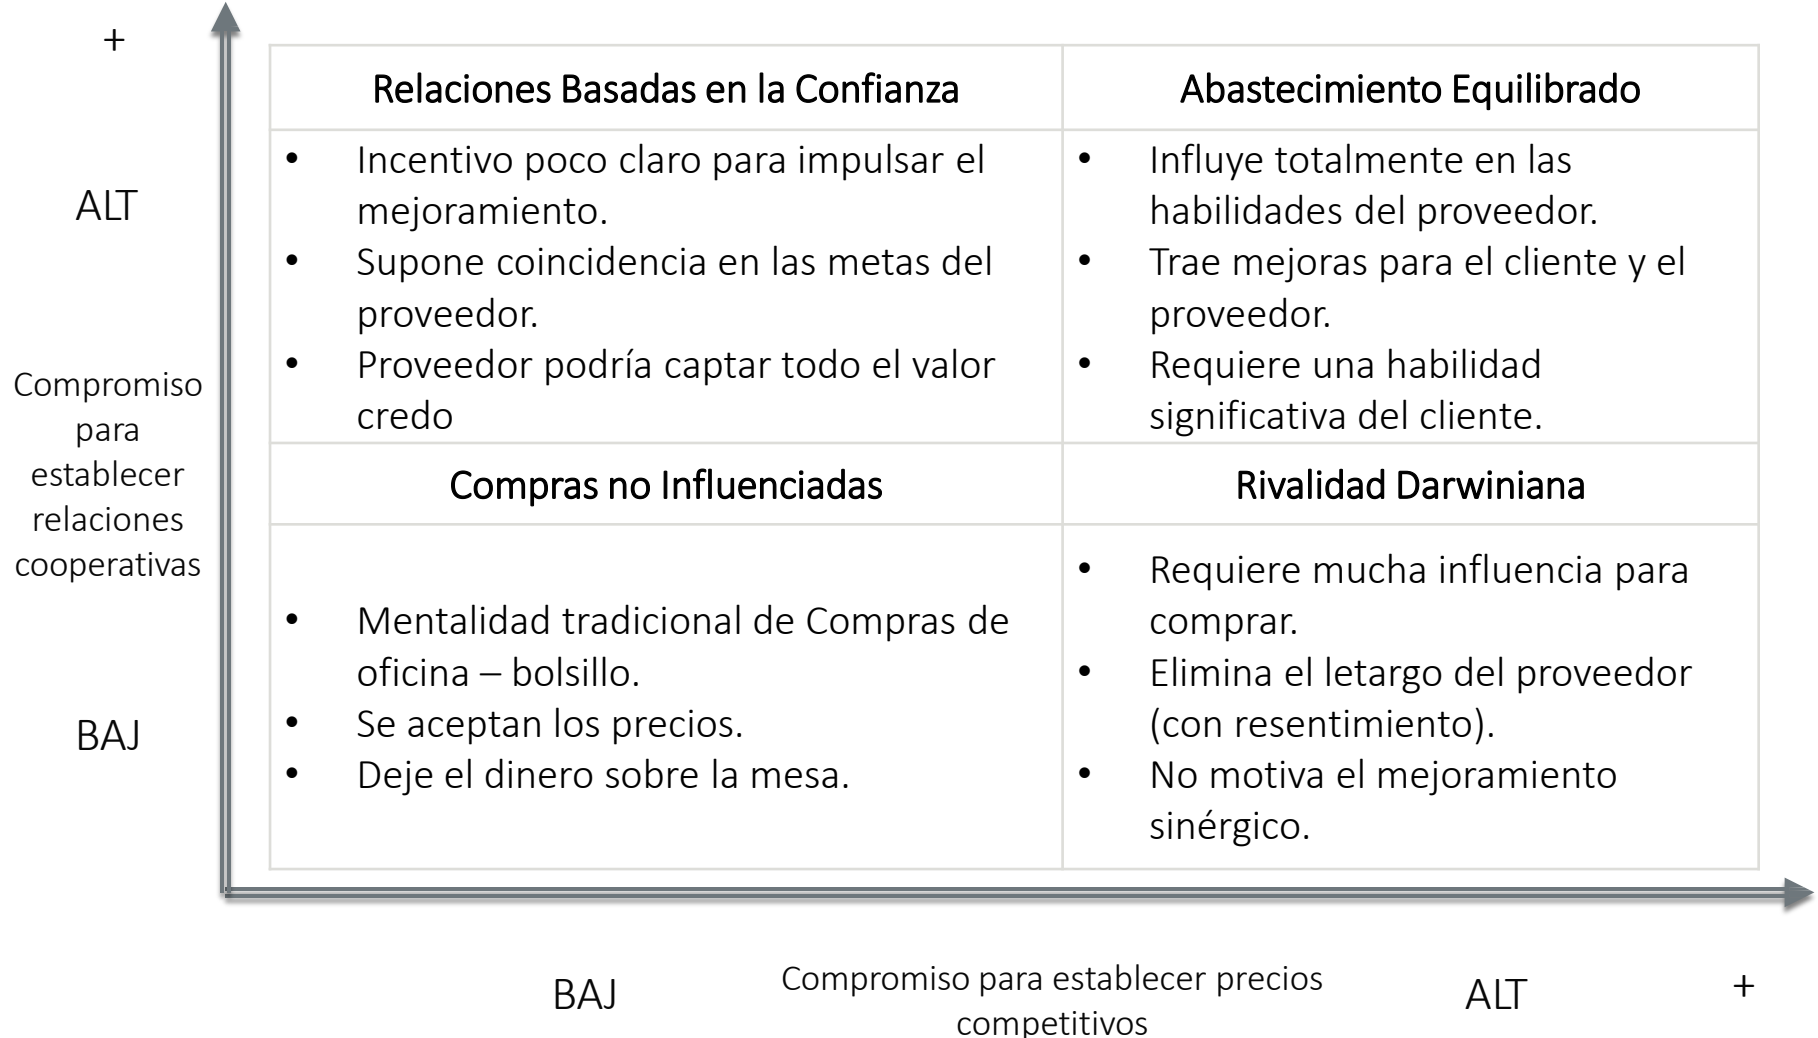 +
ALT
Compromiso
para
establecer
relaciones
cooperativas
BAJ
Relaciones Basadas en la Confianza
• Incentivo poco claro para impulsar el
mejoramiento.
• Supone coincidencia en las metas del
proveedor.
• Proveedor podría captar todo el valor
credo
Abastecimiento Equilibrado
• Influye totalmente en las
habilidades del proveedor.
• Trae mejoras para el cliente y el
proveedor.
• Requiere una habilidad
significativa del cliente.
Compras no Influenciadas
• Mentalidad tradicional de Compras de
oficina – bolsillo.
• Se aceptan los precios.
• Deje el dinero sobre la mesa.
Rivalidad Darwiniana
• Requiere mucha influencia para
comprar.
• Elimina el letargo del proveedor
(con resentimiento).
• No motiva el mejoramiento
sinérgico.
BAJ
Compromiso para establecer precios
competitivos
ALT
+